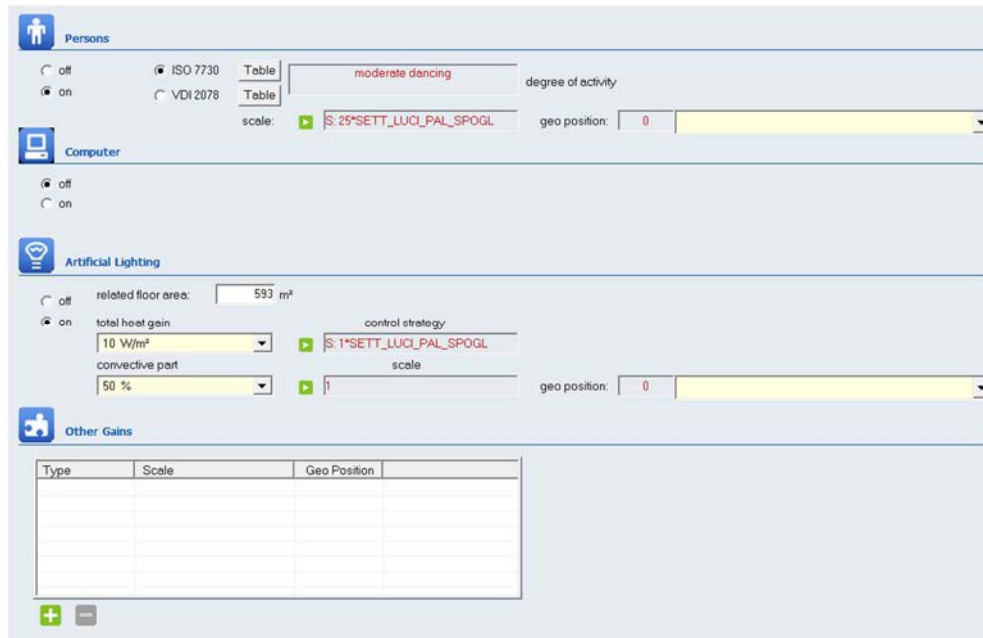 Persons
off
ISO 7730 Table moderate dancing
degree of activity
on
VDI 2078 Table
scale: S: 25*SETT_LUCI_PAL_SPOGL geo position: 0
Computer
off
on
Artificial Lighting
off related floor area: 593 m²
on total heat gain control strategy
10 W/m² S: 1*SETT_LUCI_PAL_SPOGL
convective part scale
50 % 1 geo position: 0
Other Gains
Type Scale Geo Position